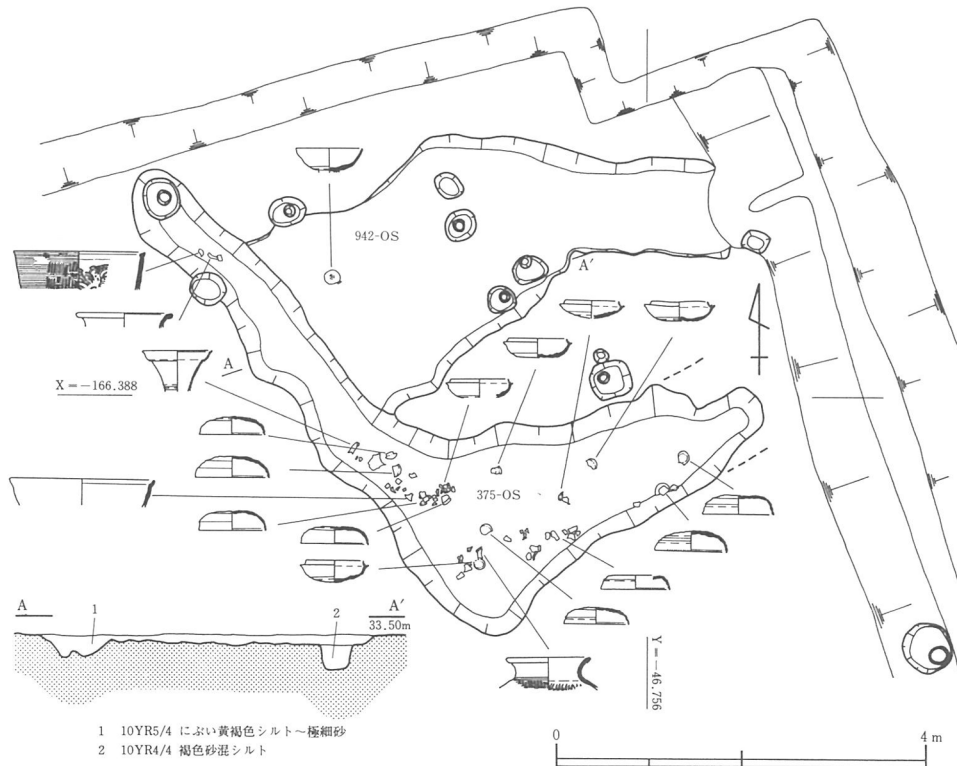 942-OS
A′
A
X=-166.388
375-OS
A
1
2
A′
33.50m
Y=-46.756
1 10YR5/4 にぶい黄褐色シルト〜極細砂
2 10YR4/4 褐色砂混シルト
0
4 m